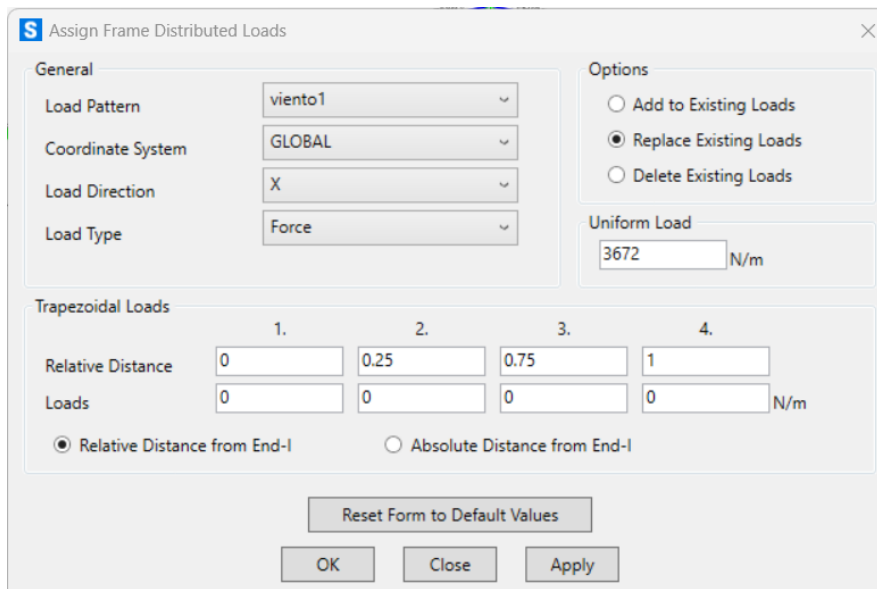 S Assign Frame Distributed Loads
General
Load Pattern viento1
Coordinate System GLOBAL
Load Direction X
Load Type Force
Options
Add to Existing Loads
Replace Existing Loads
Delete Existing Loads
Uniform Load
3672 N/m
Trapezoidal Loads
1. 2. 3. 4.
Relative Distance 0 0.25 0.75 1
Loads 0 0 0 0 N/m
Relative Distance from End-I Absolute Distance from End-I
Reset Form to Default Values
OK Close Apply